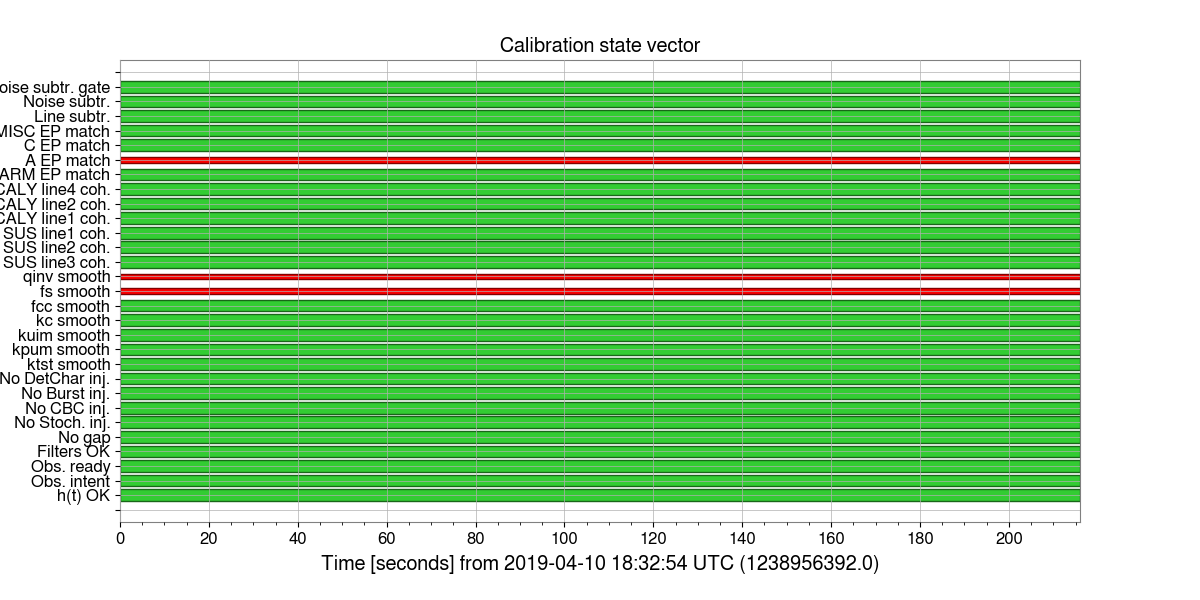 Calibration state vector
oise subtr. gate
Noise subtr.
Line subtr.
MISC EP match
C EP match
A EP match
ARM EP match
CALY line4 coh.
CALY line2 coh.
CALY line1 coh.
SUS line1 coh.
SUS line2 coh.
SUS line3 coh.
qinv smooth
fs smooth
fcc smooth
kc smooth
kuim smooth
kpum smooth
ktst smooth
No DetChar inj.
No Burst inj.
No CBC inj.
No Stoch. inj.
No gap
Filters OK
Obs. ready
Obs. intent
h(t) OK
0 20 40 60 80 100 120 140 160 180 200
Time [seconds] from 2019-04-10 18:32:54 UTC (1238956392.0)